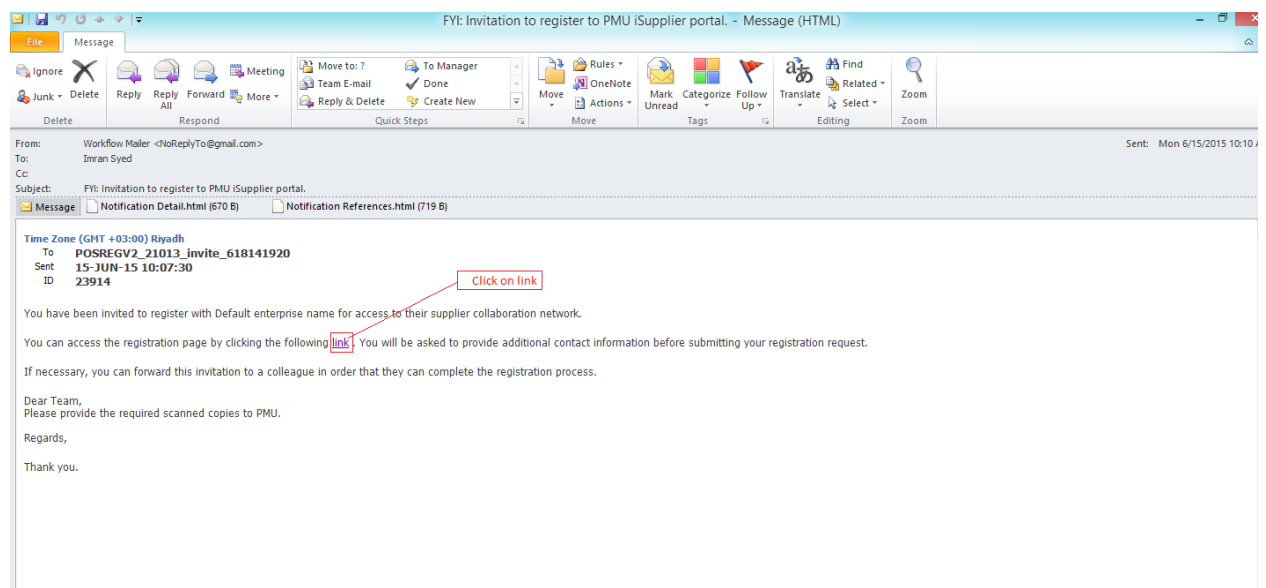 FYI: Invitation to register to PMU iSupplier portal. - Message (HTML)
File Message
Ignore
Junk
Delete
Reply
Reply All
Forward
Meeting
More
Move to: ?
To Manager
Team E-mail
Done
Reply & Delete
Create New
Move
Rules
OneNote
Actions
Mark Unread
Categorize
Follow Up
Translate
Find
Related
Select
Zoom
Delete
Respond
Quick Steps
Move
Tags
Editing
Zoom
From: Workflow Mailer <NoReplyTo@gmail.com>
Sent: Mon 6/15/2015 10:10 A
To: Imran Syed
Cc:
Subject: FYI: Invitation to register to PMU iSupplier portal.
Message Notification Detail.html (670 B) Notification References.html (719 B)
Time Zone (GMT +03:00) Riyadh
To POSREGV2_21013_invite_618141920
Sent 15-JUN-15 10:07:30
ID 23914
Click on link
You have been invited to register with Default enterprise name for access to their supplier collaboration network.
You can access the registration page by clicking the following link . You will be asked to provide additional contact information before submitting your registration request.
If necessary, you can forward this invitation to a colleague in order that they can complete the registration process.
Dear Team,
Please provide the required scanned copies to PMU.
Regards,
Thank you.